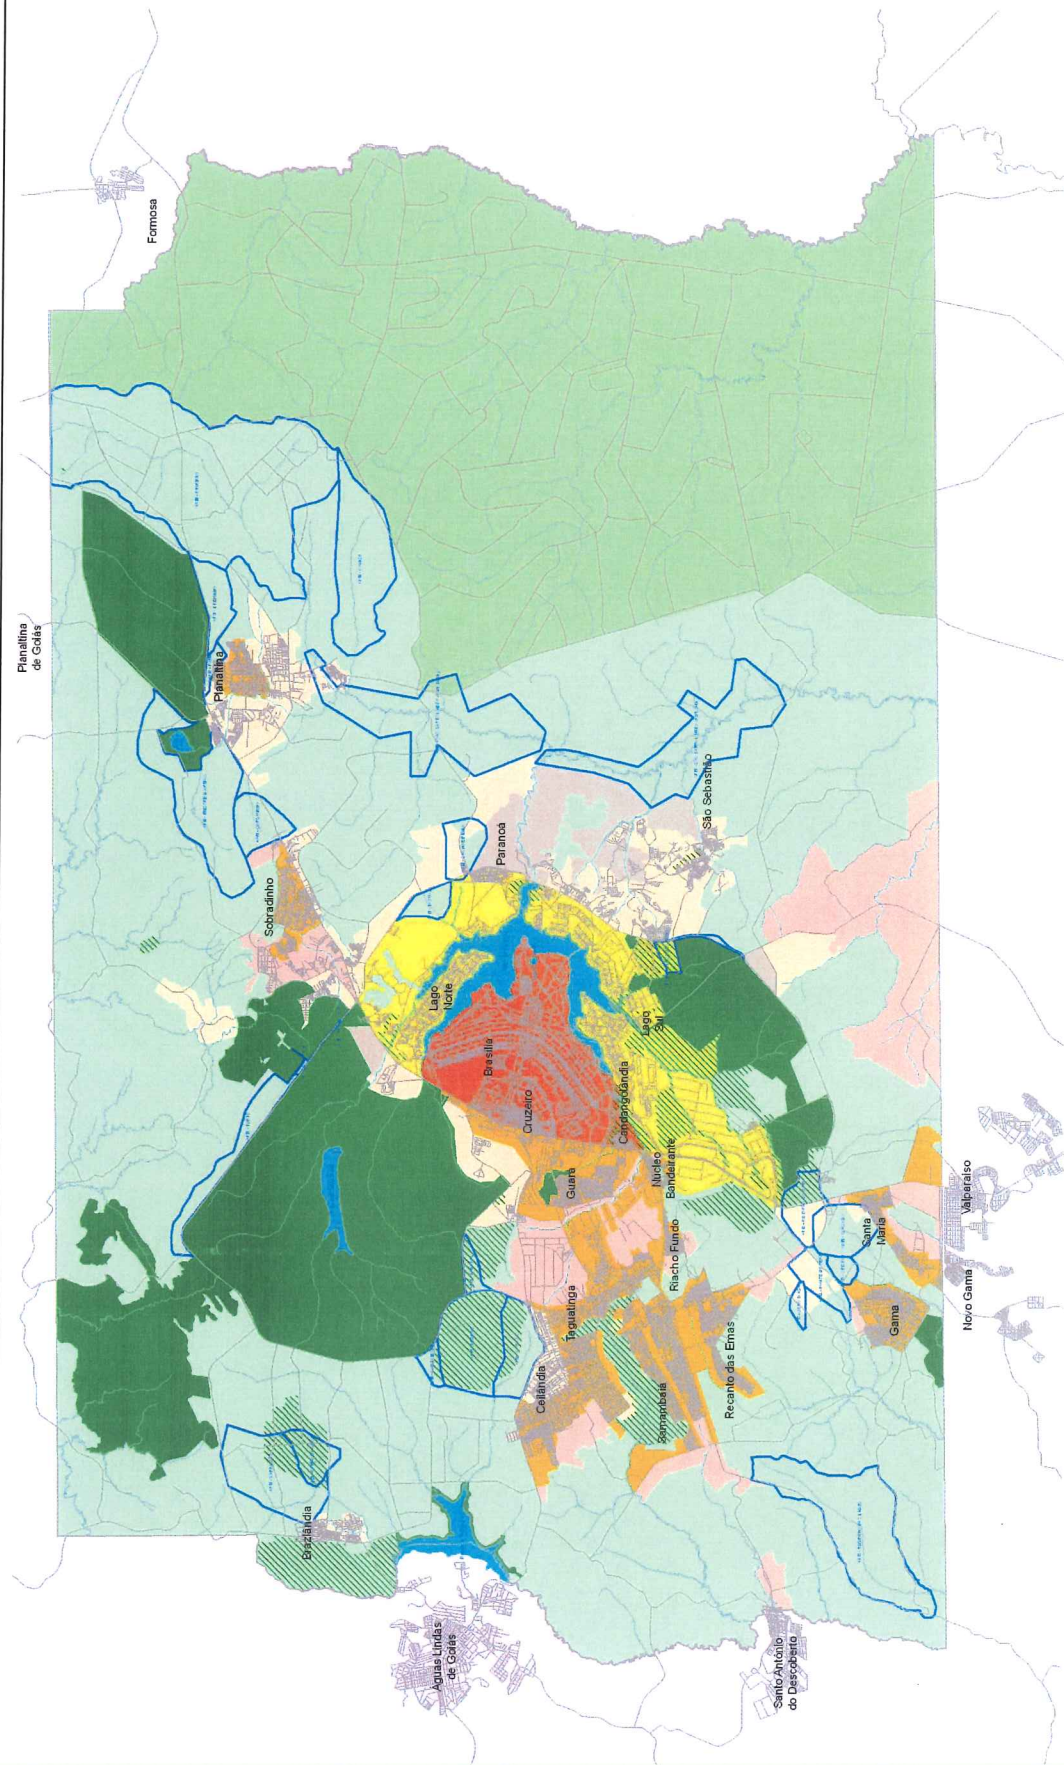 Planaltina
de Goiás
Formosa
Planaltina
Sobradinho
Paranoá
São Sebastião
Lago
Norte
Brasília
Cruzeiro
Lago
Sul
Candangolândia
Núcleo
Bandeirante
Guará
Riacho Fundo
Taguatinga
Ceilândia
Samambaia
Recanto das Emas
Santa
Maria
Gama
Valparaíso
Novo Gama
Brazlândia
Águas Lindas
de Goiás
Santo Antônio
do Descoberto